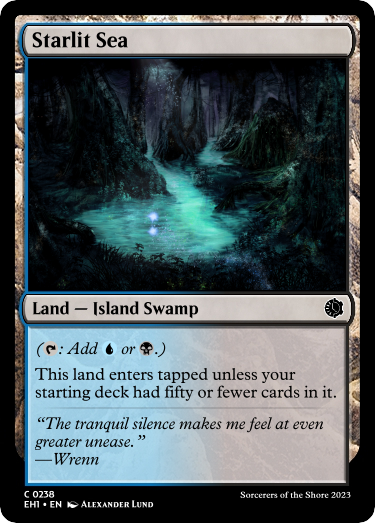 Starlit Sea
Land — Island Swamp
(: Add or .)
This land enters tapped unless your
starting deck had fifty or fewer cards in it.
“The tranquil silence makes me feel at even
greater unease.”
—Wrenn
C 0238
EH1 • EN Alexander Lund
Sorcerers of the Shore 2023